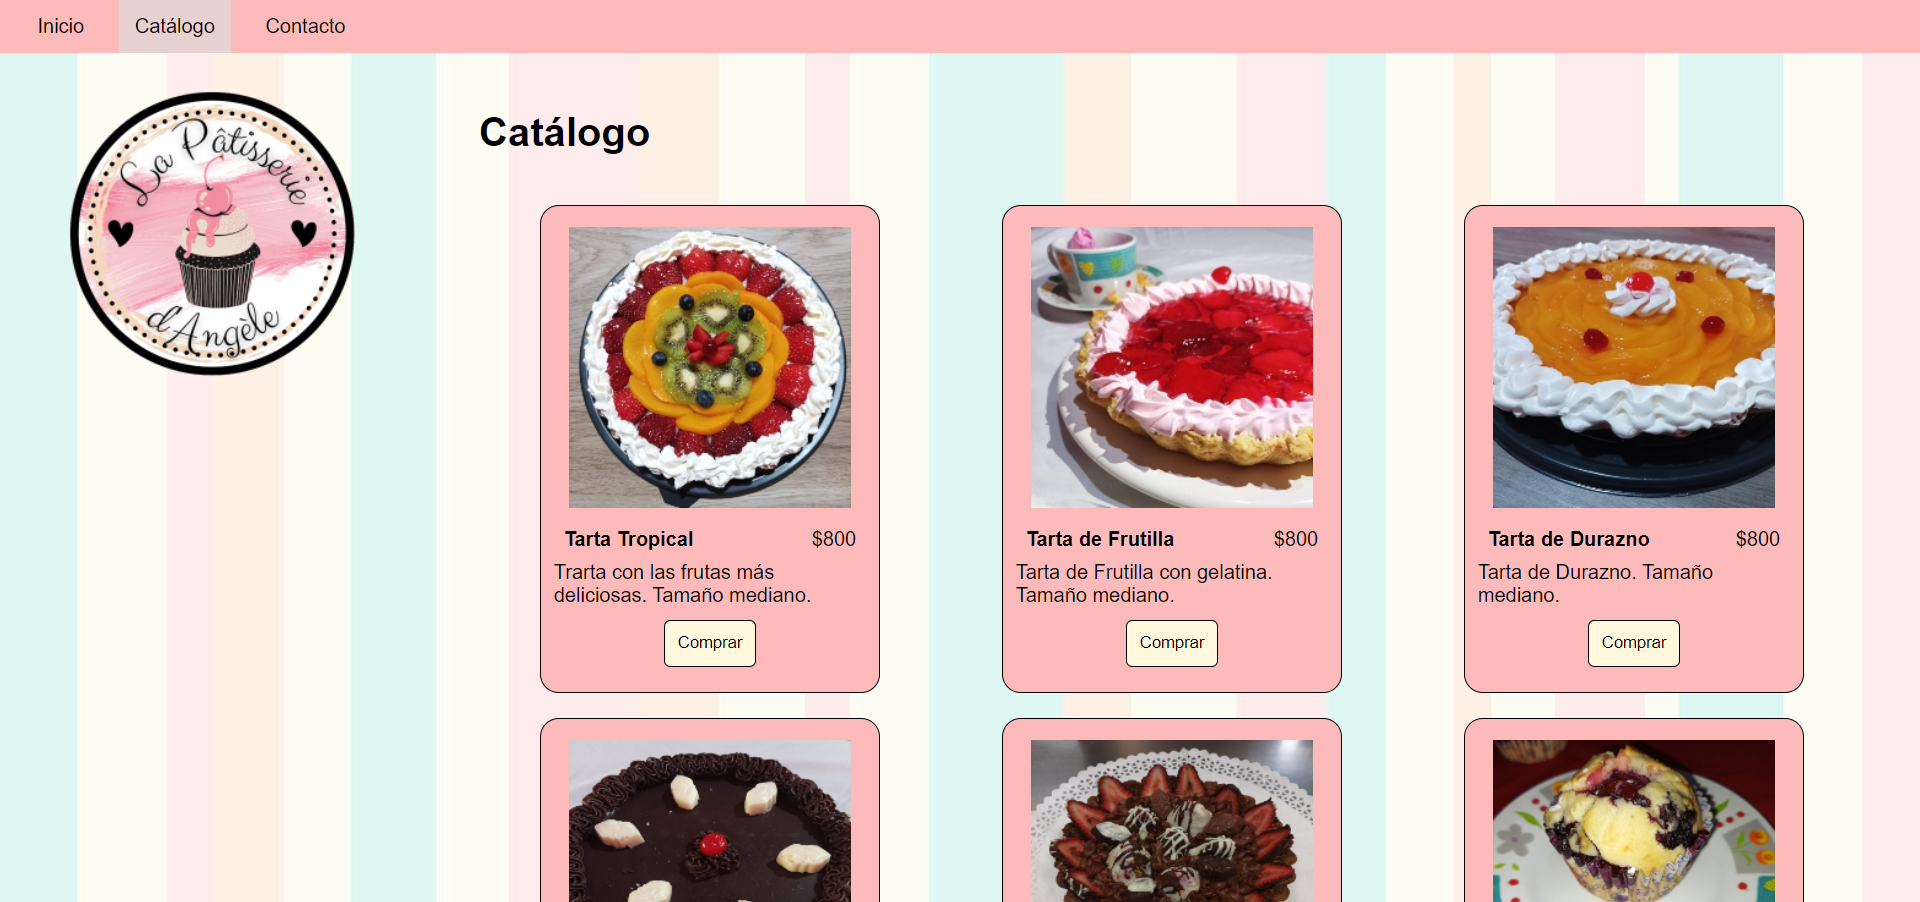 Inicio
Catálogo
Contacto
La Pâtisserie
d'Angèle
Catálogo
Tarta Tropical $800
Trarta con las frutas más
deliciosas. Tamaño mediano.
Comprar
Tarta de Frutilla $800
Tarta de Frutilla con gelatina.
Tamaño mediano.
Comprar
Tarta de Durazno $800
Tarta de Durazno. Tamaño
mediano.
Comprar